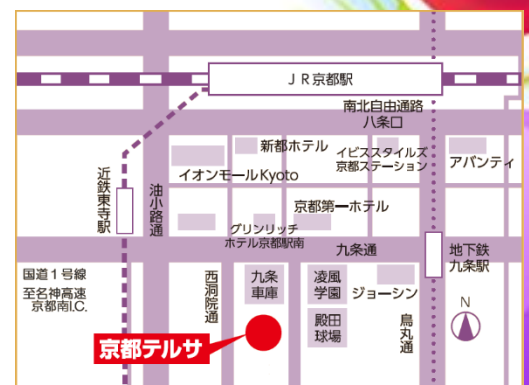 JR京都駅
南北自由通路
八条口
新都ホテル
イビススタイルズ
京都ステーション
アバンティ
イオンモールKyoto
近鉄東寺駅
油小路通
京都第一ホテル
グリンリッチ
ホテル京都駅南
九条通
地下鉄
九条駅
国道1号線
至名神高速
京都南I.C.
西洞院通
九条
車庫
凌風
学園
ジョーシン
殿田
球場
烏丸通
N
京都テルサ